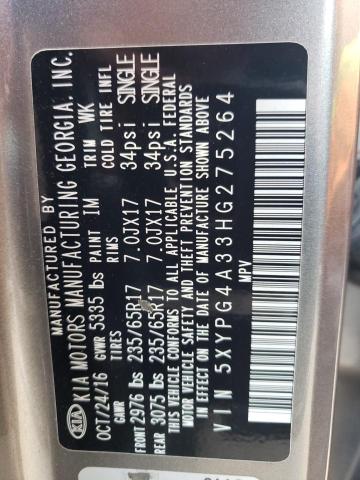 KIA KIA MOTORS MANUFACTURING GEORGIA, INC.
OCT/24/16 GVWR 5335 lbs PAINT IM TRIM WK
GAWR TIRES RIMS COLD TIRE INFL
FRONT 2976 lbs 235/65R17 7.0JX17 34psi SINGLE
REAR 3075 lbs 235/65R17 7.0JX17 34psi SINGLE
THIS VEHICLE CONFORMS TO ALL APPLICABLE U.S.A. FEDERAL
MOTOR VEHICLE SAFETY AND THEFT PREVENTION STANDARDS
IN EFFECT ON THE DATE OF MANUFACTURE SHOWN ABOVE
VIN 5XYPG4A33HG275264
MPV